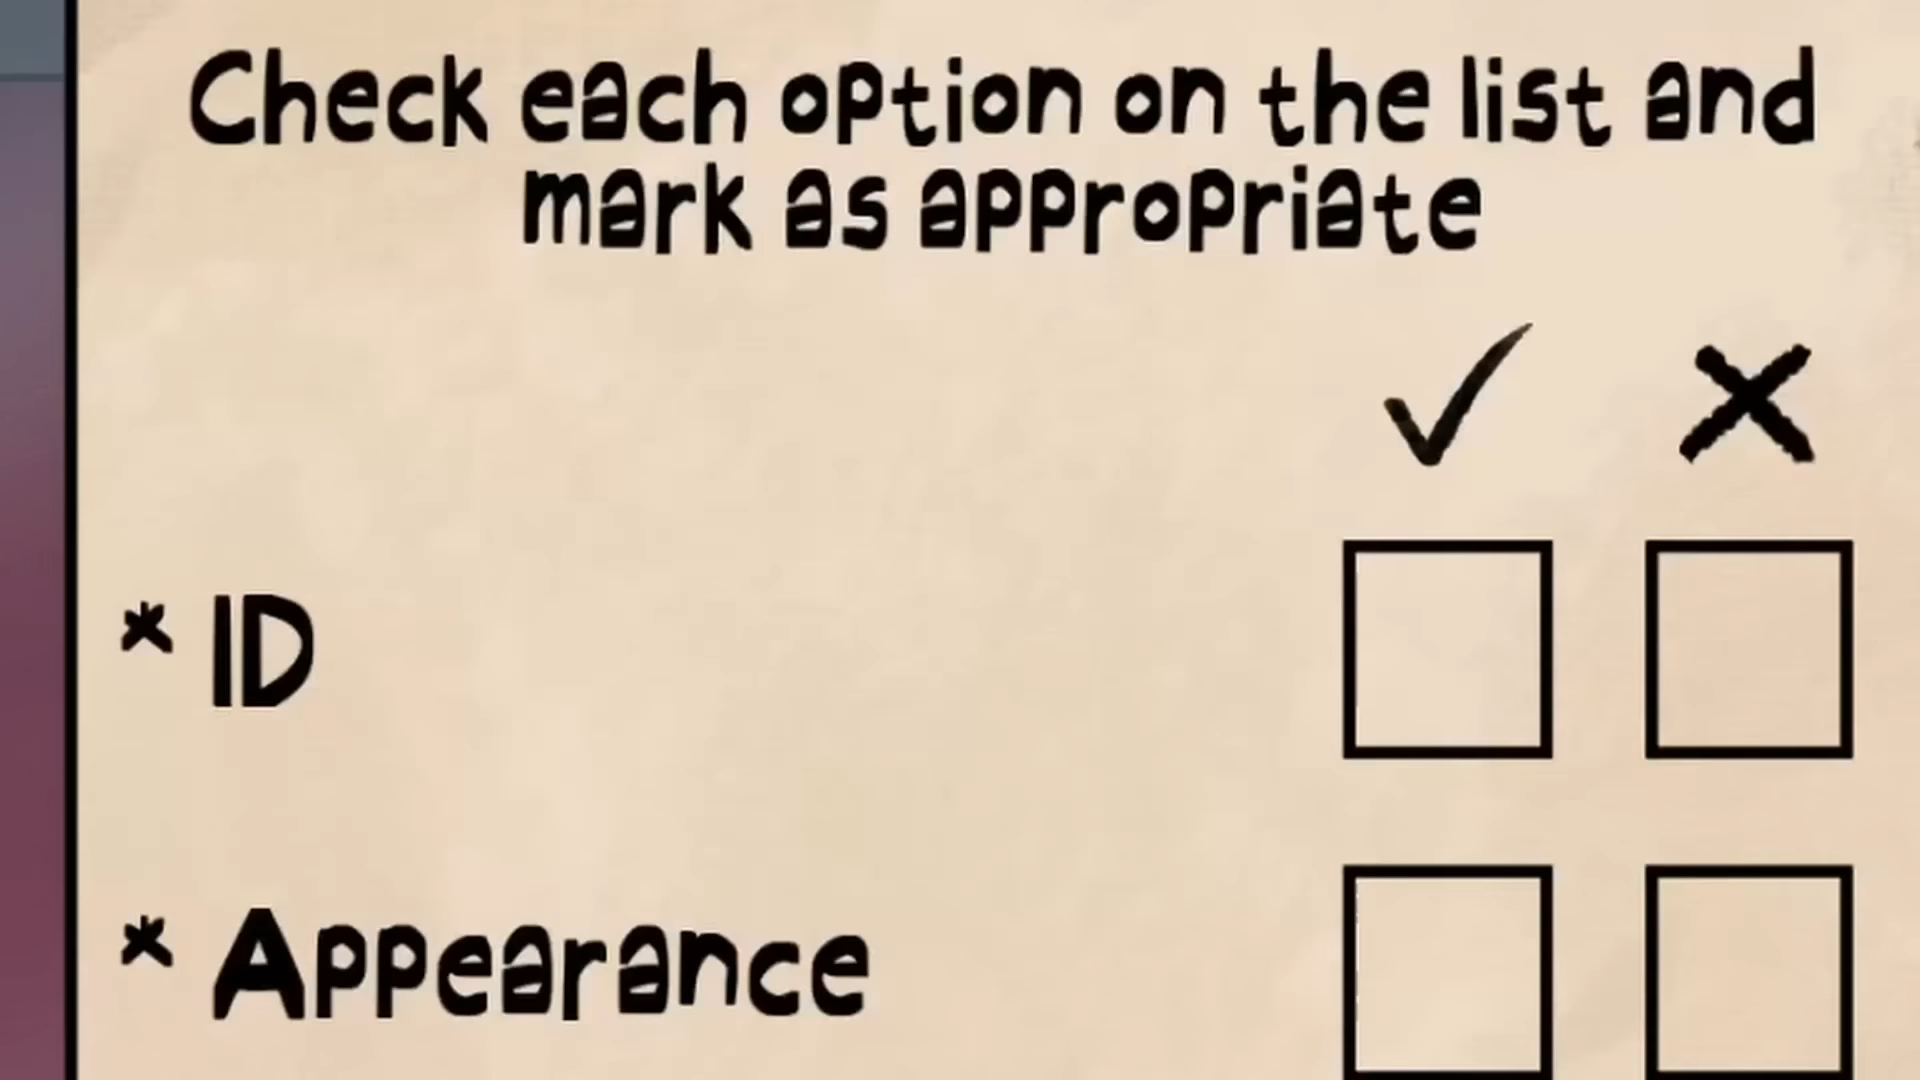 Check each option on the list and
mark as appropriate
✓ ✗
* ID
* Appearance